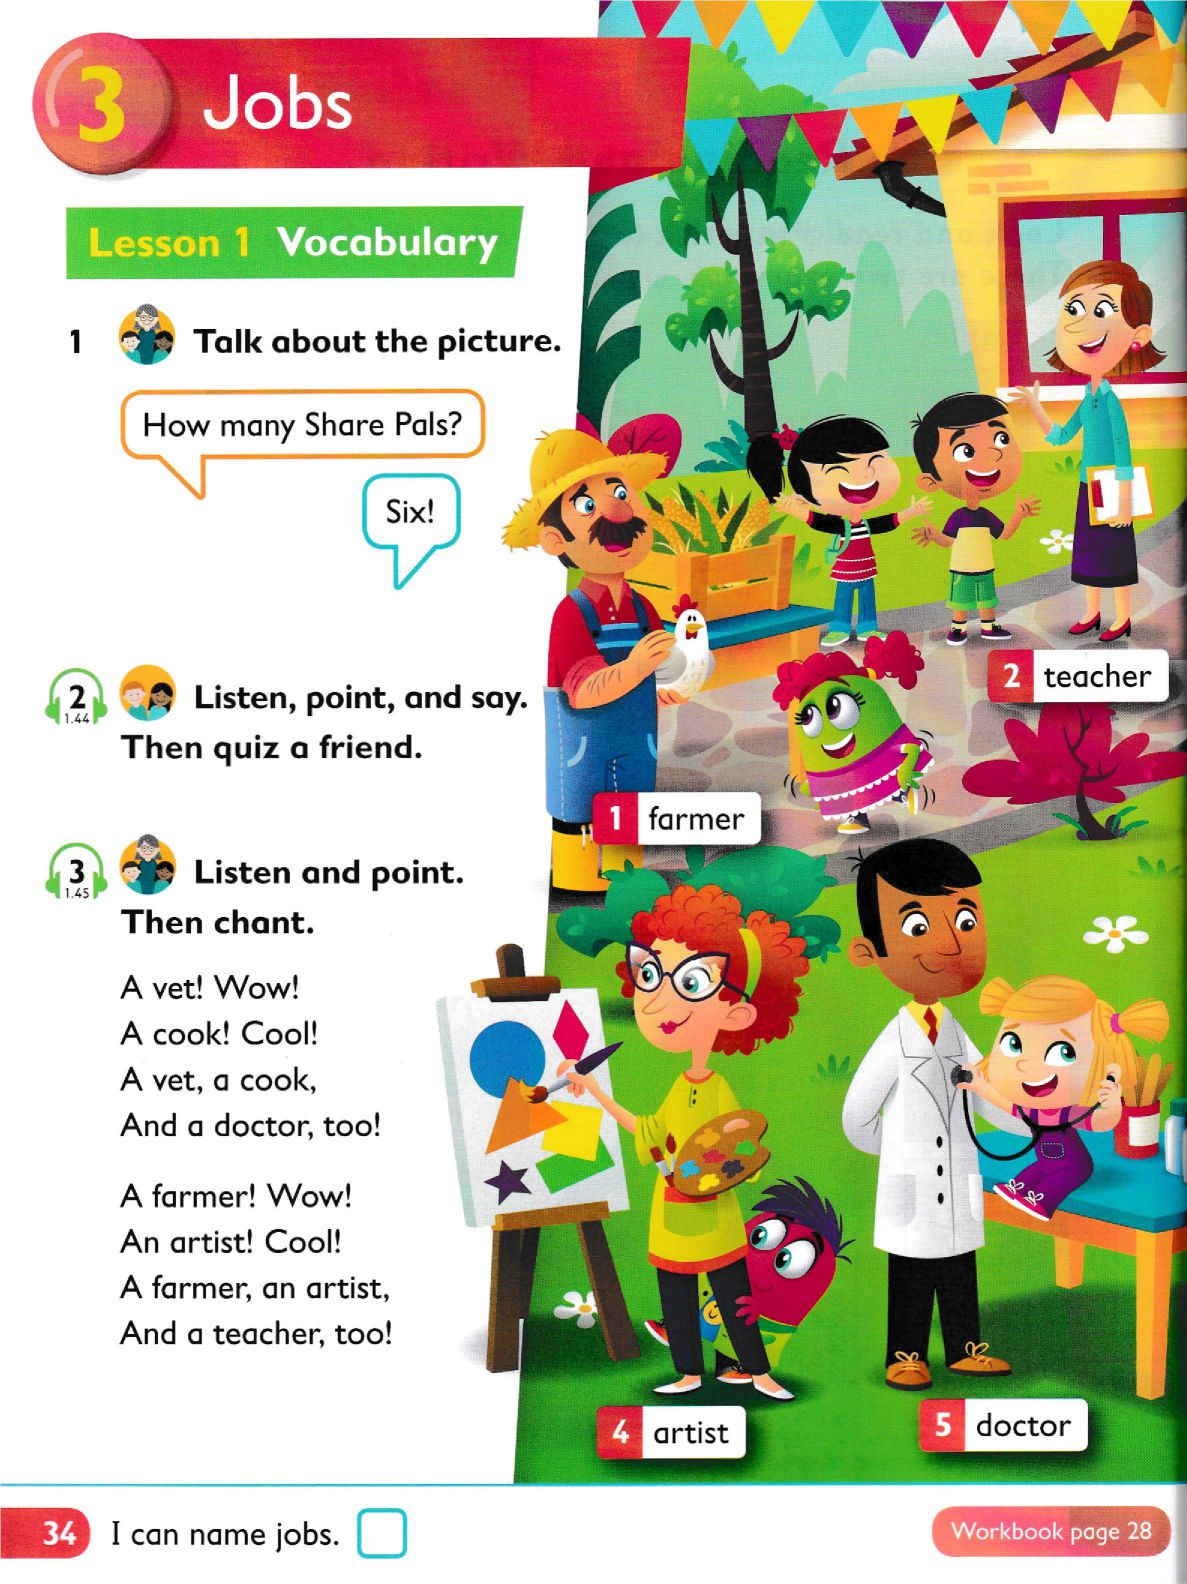 3 Jobs
Lesson 1 Vocabulary
1 Talk about the picture.
How many Share Pals?
Six!
2 Listen, point, and say.
1.44
Then quiz a friend.
3 Listen and point.
1.45
Then chant.
A vet! Wow!
A cook! Cool!
A vet, a cook,
And a doctor, too!
A farmer! Wow!
An artist! Cool!
A farmer, an artist,
And a teacher, too!
2 teacher
1 farmer
4 artist
5 doctor
34 I can name jobs.
Workbook page 28